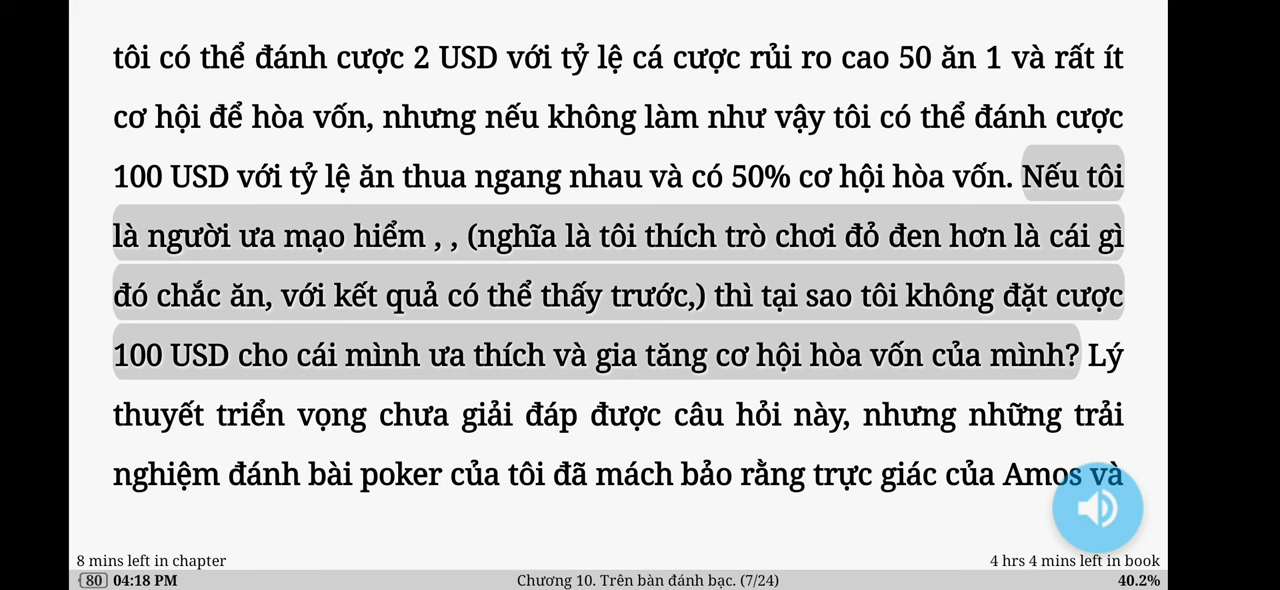 tôi có thể đánh cược 2 USD với tỷ lệ cá cược rủi ro cao 50 ăn 1 và rất ít
cơ hội để hòa vốn, nhưng nếu không làm như vậy tôi có thể đánh cược
100 USD với tỷ lệ ăn thua ngang nhau và có 50% cơ hội hòa vốn. Nếu tôi
là người ưa mạo hiểm , , (nghĩa là tôi thích trò chơi đỏ đen hơn là cái gì
đó chắc ăn, với kết quả có thể thấy trước,) thì tại sao tôi không đặt cược
100 USD cho cái mình ưa thích và gia tăng cơ hội hòa vốn của mình? Lý
thuyết triển vọng chưa giải đáp được câu hỏi này, nhưng những trải
nghiệm đánh bài poker của tôi đã mách bảo rằng trực giác của Amos và
8 mins left in chapter
4 hrs 4 mins left in book
80 04:18 PM
Chương 10. Trên bàn đánh bạc. (7/24)
40.2%